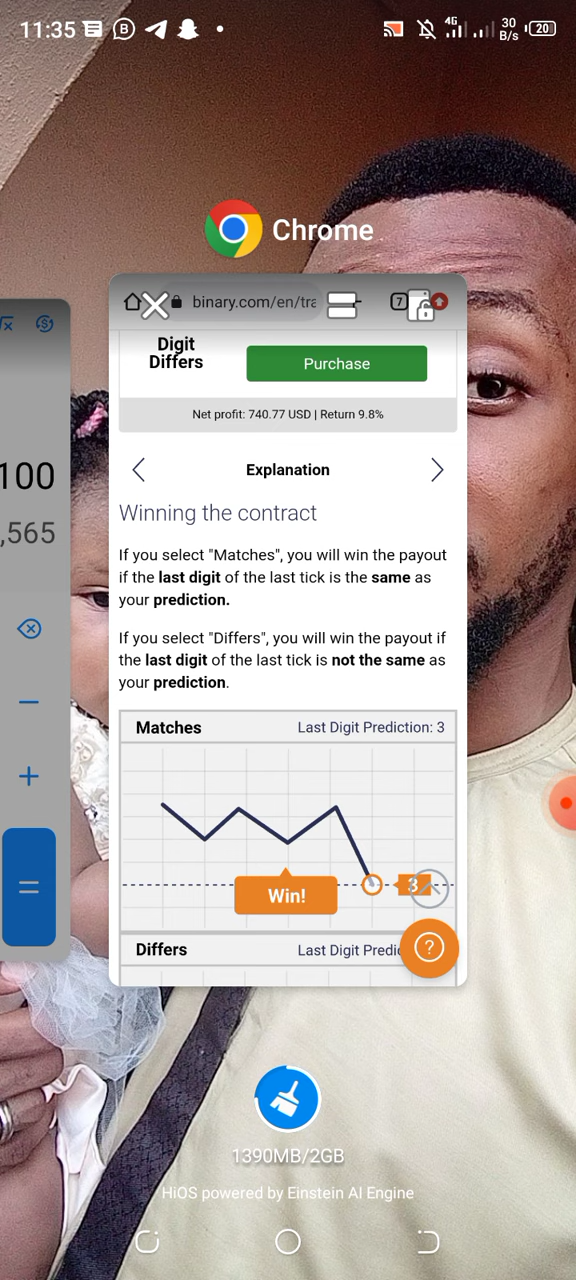 11:35
4G
30
B/s
20
Chrome
binary.com/en/tra
7
Digit
Differs
Purchase
Net profit: 740.77 USD | Return 9.8%
100
,565
Explanation
Winning the contract
If you select "Matches", you will win the payout
if the last digit of the last tick is the same as
your prediction.
If you select "Differs", you will win the payout if
the last digit of the last tick is not the same as
your prediction.
Matches
Last Digit Prediction: 3
Win!
3
Differs
Last Digit Predic
−
+
=
?
1390MB/2GB
HiOS powered by Einstein AI Engine